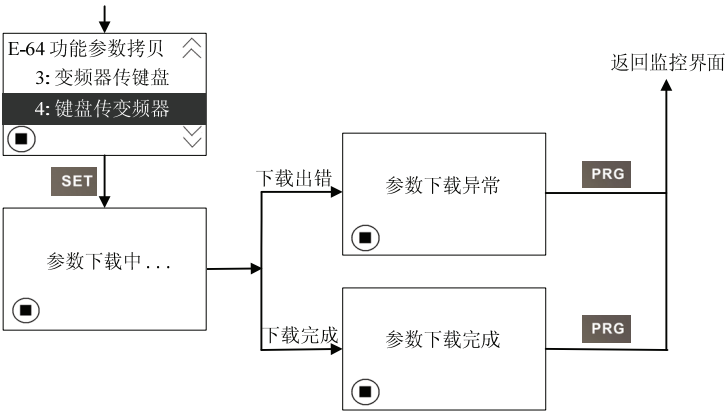 E-64 功能参数拷贝
3: 变频器传键盘
4: 键盘传变频器
SET
参数下载中...
下载出错
参数下载异常
PRG
返回监控界面
下载完成
参数下载完成
PRG